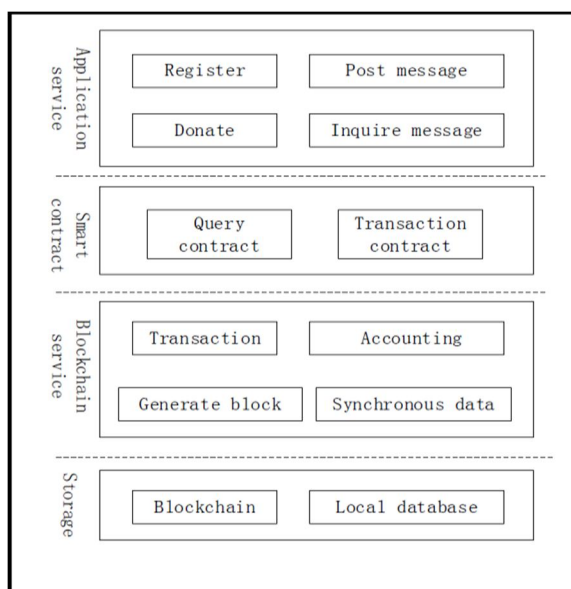 Application
service
Register
Post message
Donate
Inquire message
Smart
contract
Query
contract
Transaction
contract
Blockchain
service
Transaction
Accounting
Generate block
Synchronous data
Storage
Blockchain
Local database